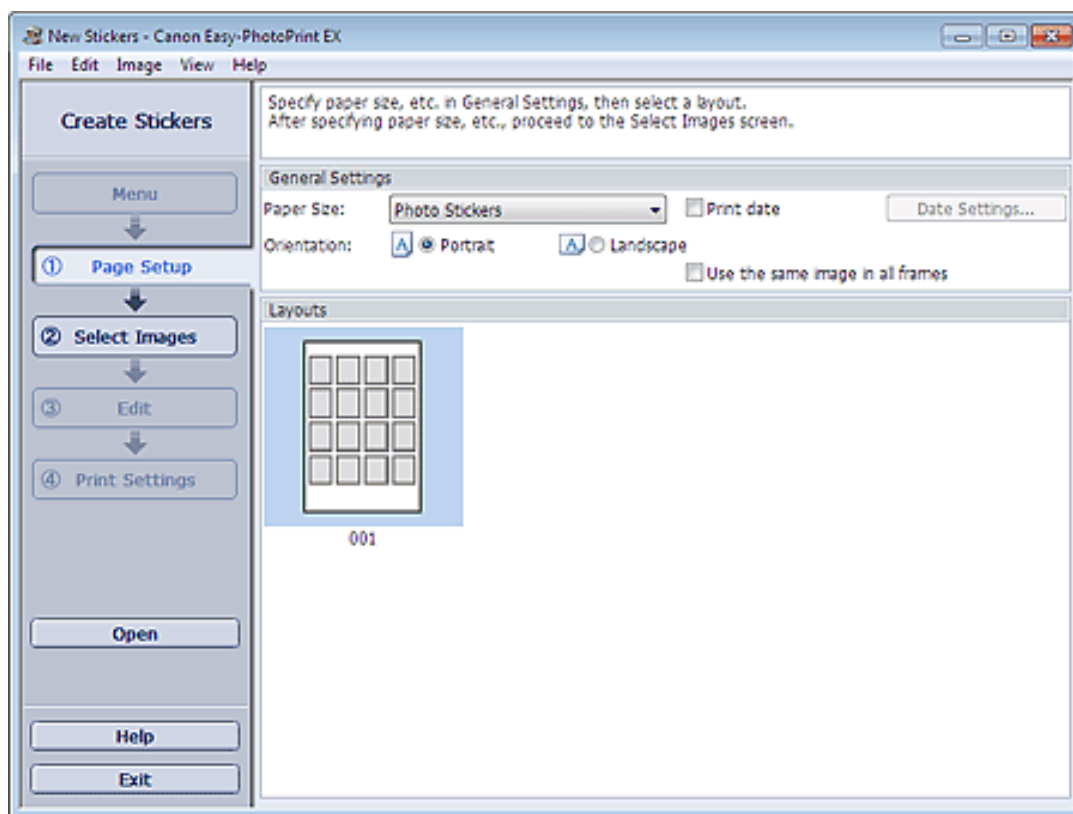 New Stickers - Canon Easy-PhotoPrint EX
File Edit Image View Help
Create Stickers
Specify paper size, etc. in General Settings, then select a layout.
After specifying paper size, etc., proceed to the Select Images screen.
Menu
① Page Setup
② Select Images
③ Edit
④ Print Settings
Open
Help
Exit
General Settings
Paper Size: Photo Stickers Print date Date Settings...
Orientation: A Portrait A Landscape
Use the same image in all frames
Layouts
001